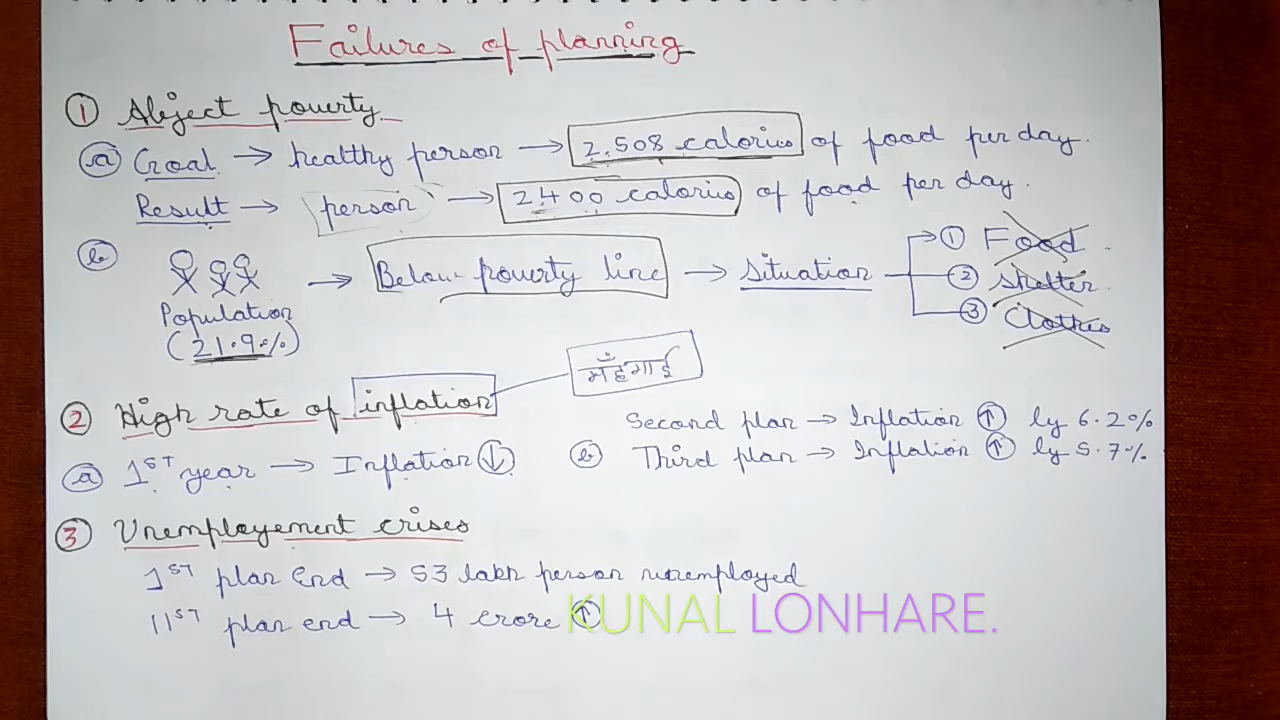 Failures of planning
① Abject poverty
ⓐ Goal → healthy person → 2,508 calories of food per day.
Result → person → 2400 calories of food per day.
ⓑ → Below poverty line → Situation
① Food.
② Shelter.
③ Clothes
Population
(21.9%)
② High rate of inflation
मँहगाई
ⓐ 1ST year → Inflation ↓
Second plan → Inflation ↑ by 6.2%
ⓑ Third plan → Inflation ↑ by 5.7%
③ Unemployement crises
1ST plan End → 53 lakh person unemployed
11ST plan end → 4 crore ↑
KUNAL LONHARE.